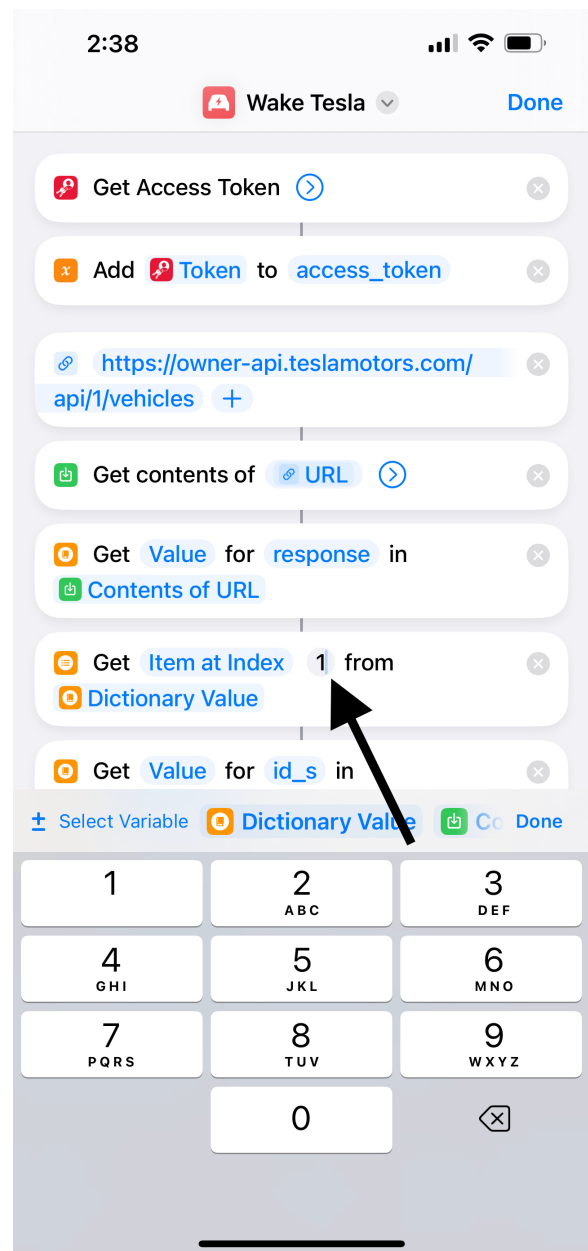 2:38
Wake Tesla
Done
Get Access Token
x Add Token to access_token
https://owner-api.teslamotors.com/
api/1/vehicles +
Get contents of URL
Get Value for response in
Contents of URL
Get Item at Index 1 from
Dictionary Value
Get Value for id_s in
± Select Variable Dictionary Value Co Done
1
2
ABC
3
DEF
4
GHI
5
JKL
6
MNO
7
PQRS
8
TUV
9
WXYZ
0